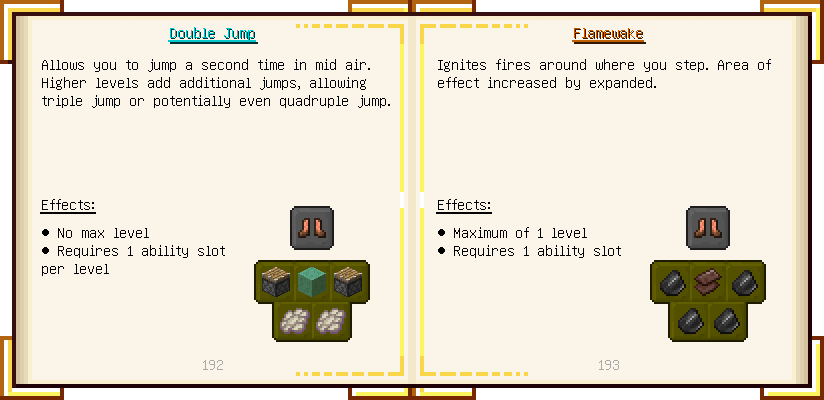 Double Jump
Allows you to jump a second time in mid air.
Higher levels add additional jumps, allowing
triple jump or potentially even quadruple jump.
Effects:
● No max level
● Requires 1 ability slot
per level
192
Flamewake
Ignites fires around where you step. Area of
effect increased by expanded.
Effects:
● Maximum of 1 level
● Requires 1 ability slot
193